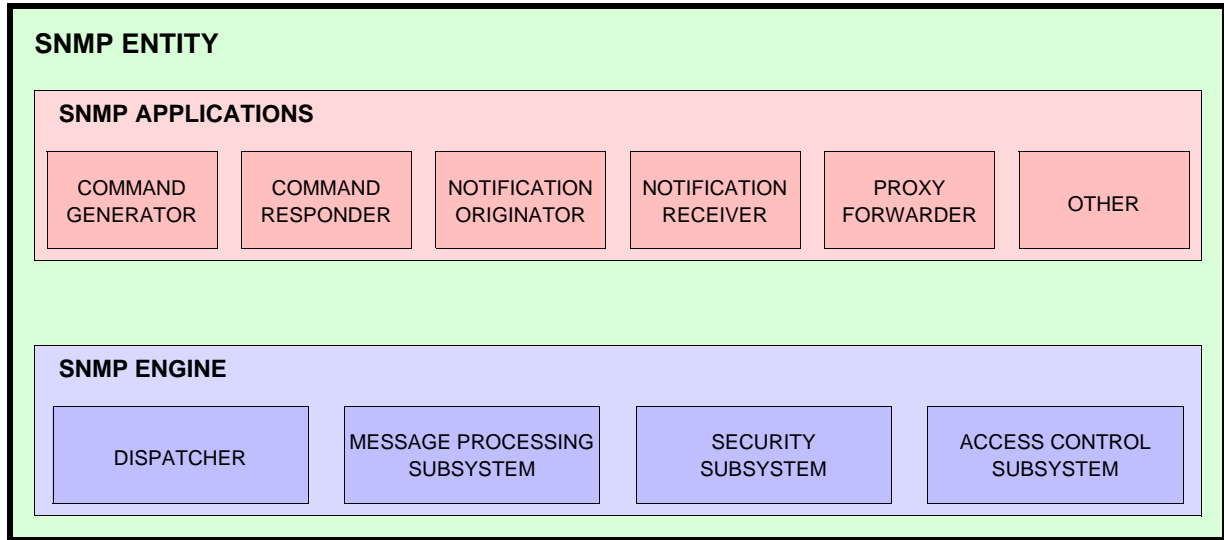 SNMP ENTITY
SNMP APPLICATIONS
COMMAND
GENERATOR
COMMAND
RESPONDER
NOTIFICATION
ORIGINATOR
NOTIFICATION
RECEIVER
PROXY
FORWARDER
OTHER
SNMP ENGINE
DISPATCHER
MESSAGE PROCESSING
SUBSYSTEM
SECURITY
SUBSYSTEM
ACCESS CONTROL
SUBSYSTEM